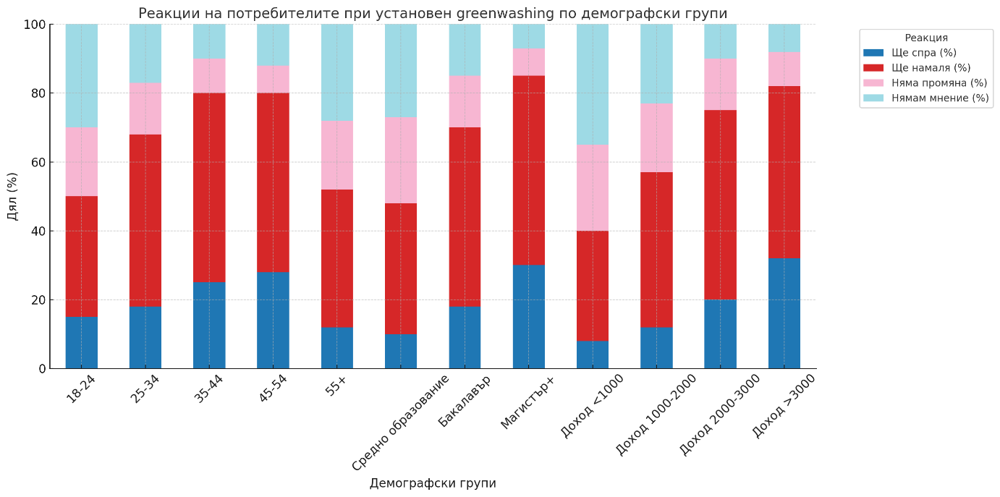 Реакции на потребителите при установен greenwashing по демографски групи
Дял (%)
100
80
60
40
20
0
18-24
25-34
35-44
45-54
55+
Средно образование
Бакалавър
Магистър+
Доход <1000
Доход 1000-2000
Доход 2000-3000
Доход >3000
Демографски групи
Реакция
Ще спра (%)
Ще намаля (%)
Няма промяна (%)
Нямам мнение (%)